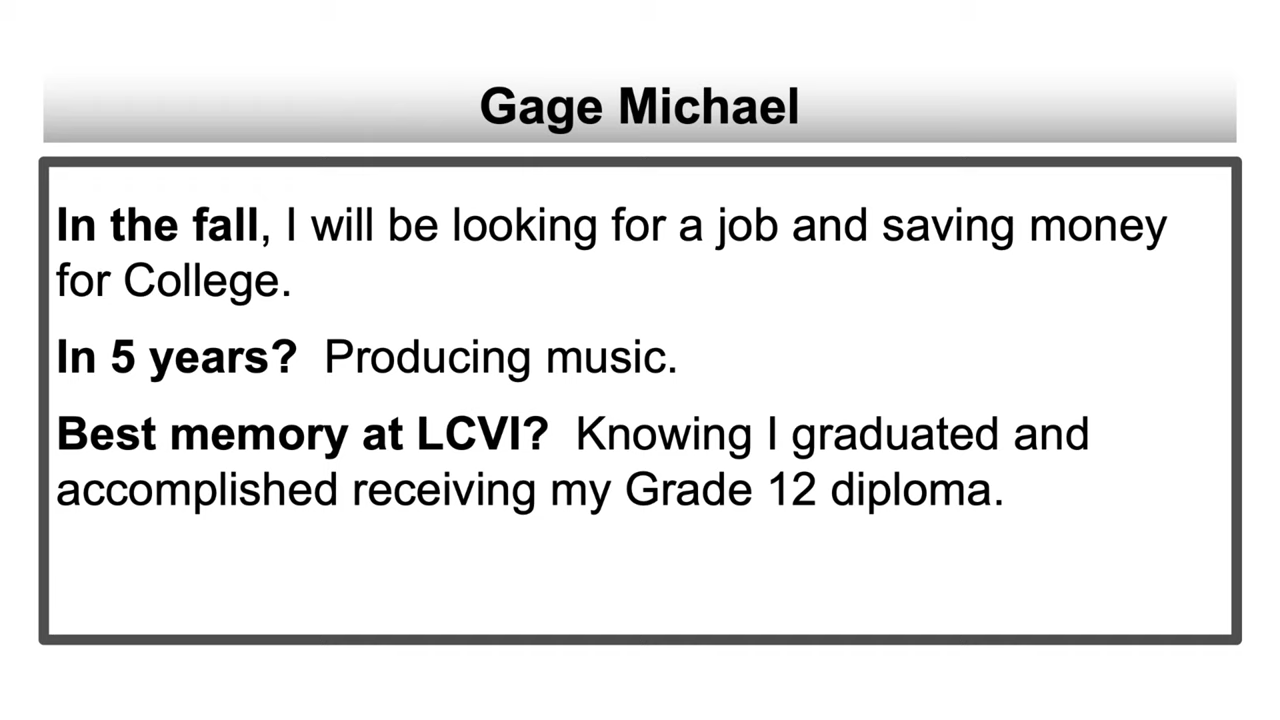 Gage Michael
In the fall, I will be looking for a job and saving money
for College.
In 5 years?  Producing music.
Best memory at LCVI?  Knowing I graduated and
accomplished receiving my Grade 12 diploma.